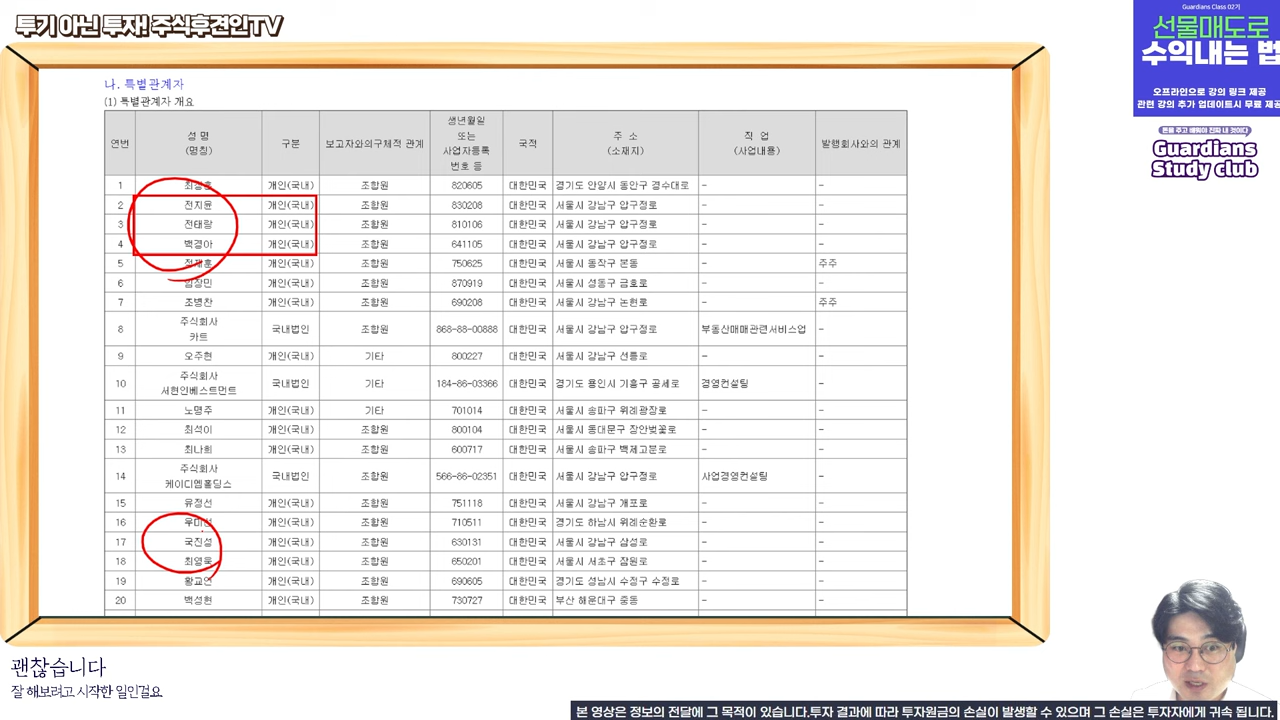 투기 아닌 투자! 주식후견인TV
Guardians Class 02기
선물매도로
수익내는 법
오프라인으로 강의 링크 제공
관련 강의 추가 업데이트시 무료 제공
돈을 주고 배워야 진짜 내 것이다
Guardians
Study club
나. 특별관계자
(1) 특별관계자 개요
연번 성 명 (명칭) 구분 보고자와의구체적 관계 생년월일 또는 사업자등록 번호 등 국적 주 소 (소재지) 직 업 (사업내용) 발행회사와의 관계
1 개인(국내) 조합원 820605 대한민국 경기도 안양시 동안구 경수대로 - -
2 전지윤 개인(국내) 조합원 830208 대한민국 서울시 강남구 압구정로 - -
3 전태랑 개인(국내) 조합원 810106 대한민국 서울시 강남구 압구정로 - -
4 백경아 개인(국내) 조합원 641105 대한민국 서울시 강남구 압구정로 - -
5 개인(국내) 조합원 750625 대한민국 서울시 동작구 본동 - 주주
6 임창민 개인(국내) 조합원 870919 대한민국 서울시 성동구 금호로 - -
7 조병찬 개인(국내) 조합원 690208 대한민국 서울시 강남구 논현로 - 주주
8 주식회사 카트 국내법인 조합원 868-88-00888 대한민국 서울시 강남구 압구정로 부동산매매관련서비스업 -
9 오주현 개인(국내) 기타 800227 대한민국 서울시 강남구 선릉로 - -
10 주식회사 서현인베스트먼트 국내법인 기타 184-86-03366 대한민국 경기도 용인시 기흥구 공세로 경영컨설팅 -
11 노명주 개인(국내) 기타 701014 대한민국 서울시 송파구 위례광장로 - -
12 최석이 개인(국내) 조합원 800104 대한민국 서울시 동대문구 장안벚꽃로 - -
13 최나희 개인(국내) 조합원 600717 대한민국 서울시 송파구 백제고분로 - -
14 주식회사 케이디엠홀딩스 국내법인 조합원 566-86-02351 대한민국 서울시 강남구 압구정로 사업경영컨설팅 -
15 유정선 개인(국내) 조합원 751118 대한민국 서울시 강남구 개포로 - -
16 개인(국내) 조합원 710511 대한민국 경기도 하남시 위례순환로 - -
17 국진성 개인(국내) 조합원 630131 대한민국 서울시 강남구 삼성로 - -
18 최영욱 개인(국내) 조합원 650201 대한민국 서울시 서초구 잠원로 - -
19 황교연 개인(국내) 조합원 690605 대한민국 경기도 성남시 수정구 수정로 - -
20 백성현 개인(국내) 조합원 730727 대한민국 부산 해운대구 중동 - -
괜찮습니다
잘 해보려고 시작한 일인걸요
본 영상은 정보의 전달에 그 목적이 있습니다.투자 결과에 따라 투자원금의 손실이 발생할 수 있으며 그 손실은 투자자에게 귀속 됩니다.